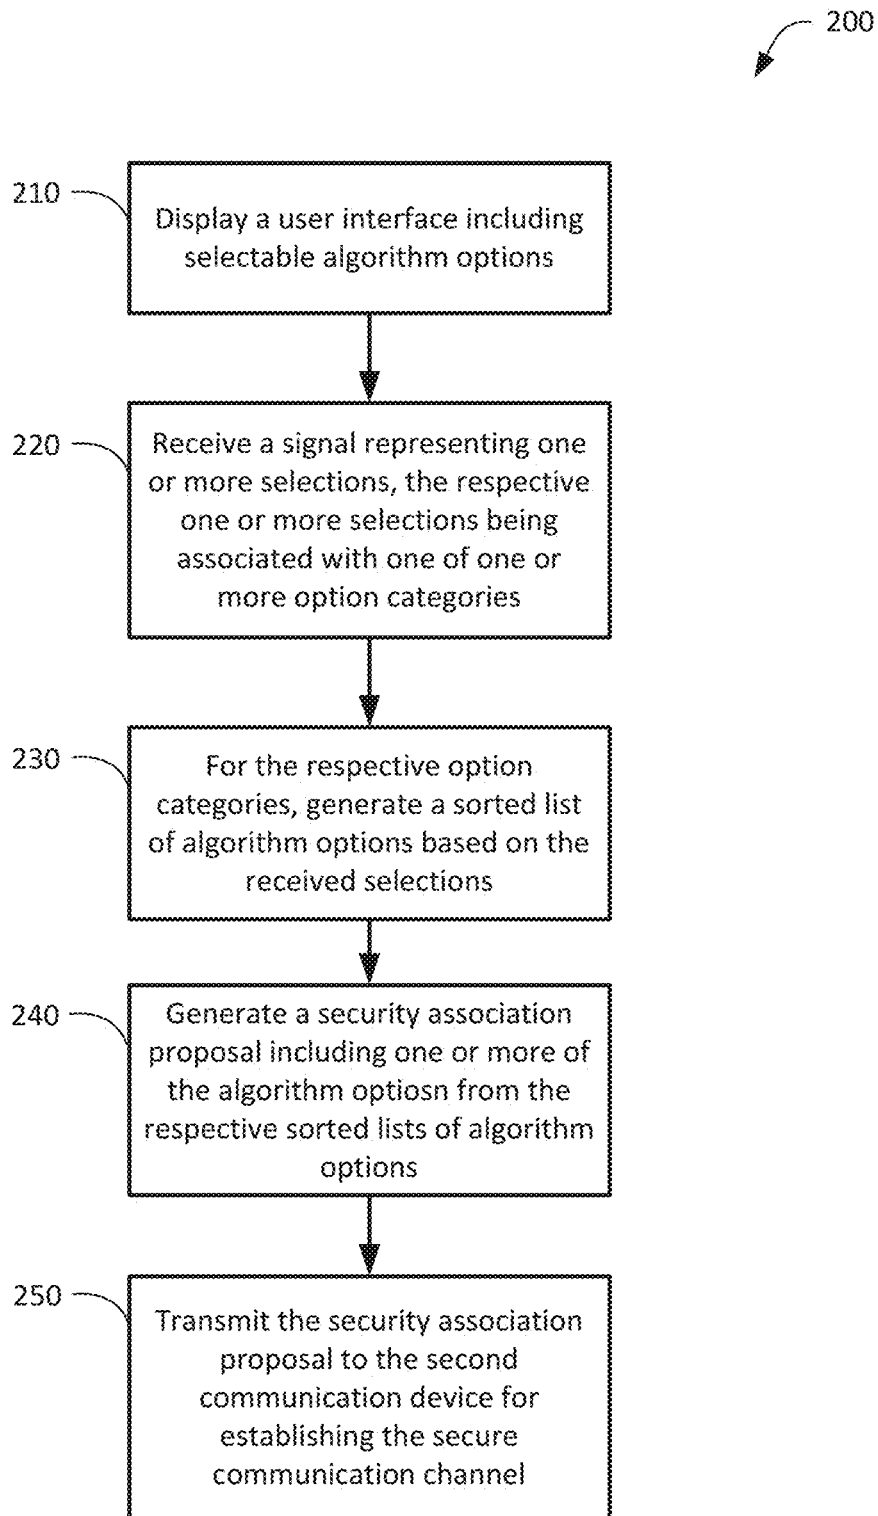 200
210
Display a user interface including
selectable algorithm options
220
Receive a signal representing one
or more selections, the respective
one or more selections being
associated with one of one or
more option categories
230
For the respective option
categories, generate a sorted list
of algorithm options based on the
received selections
240
Generate a security association
proposal including one or more of
the algorithm optiosn from the
respective sorted lists of algorithm
options
250
Transmit the security association
proposal to the second
communication device for
establishing the secure
communication channel